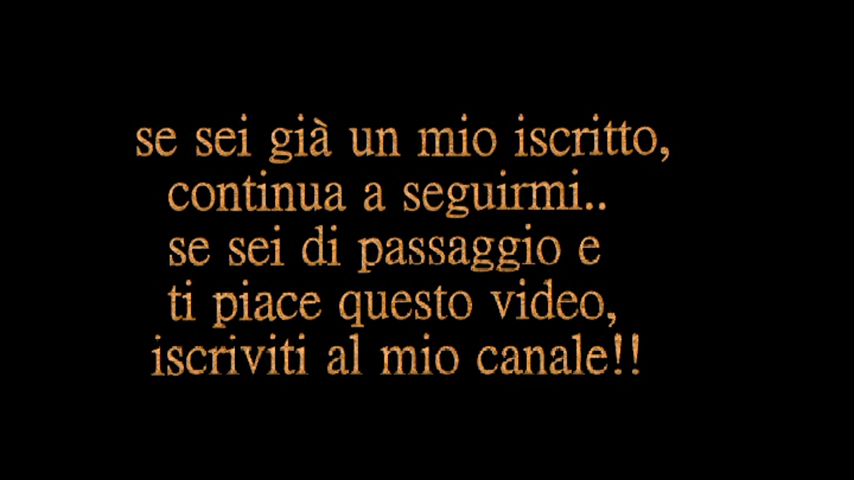 se sei già un mio iscritto,
continua a seguirmi..
se sei di passaggio e
ti piace questo video,
iscriviti al mio canale!!